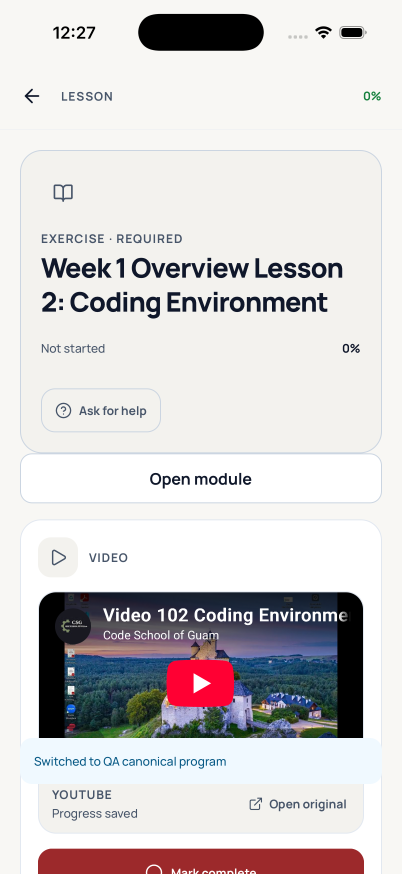 12:27
LESSON
0%
EXERCISE · REQUIRED
Week 1 Overview Lesson
2: Coding Environment
Not started
0%
Ask for help
Open module
VIDEO
CSG
Video 102 Coding Environme
Code School of Guam
Switched to QA canonical program
YOUTUBE
Progress saved
Open original
Mark complete